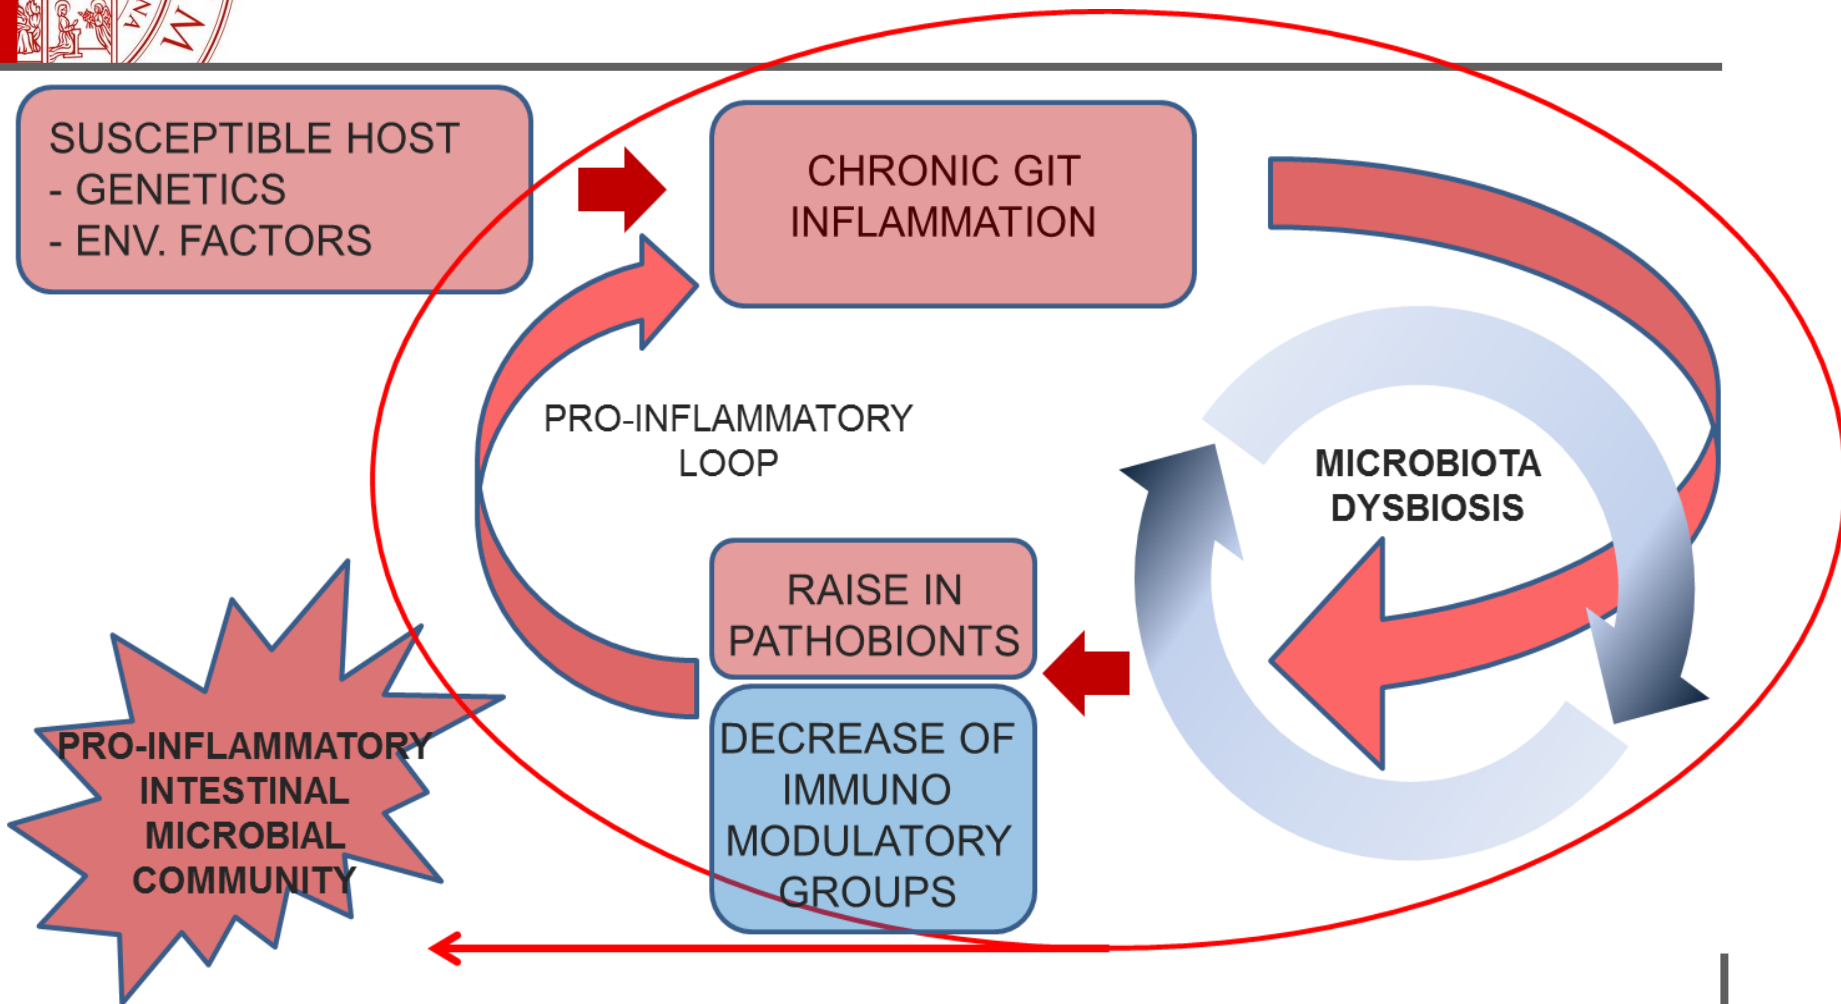 SUSCEPTIBLE HOST
- GENETICS
- ENV. FACTORS
CHRONIC GIT
INFLAMMATION
PRO-INFLAMMATORY
LOOP
MICROBIOTA
DYSBIOSIS
RAISE IN
PATHOBIONTS
DECREASE OF
IMMUNO
MODULATORY
GROUPS
PRO-INFLAMMATORY
INTESTINAL
MICROBIAL
COMMUNITY
NA
M